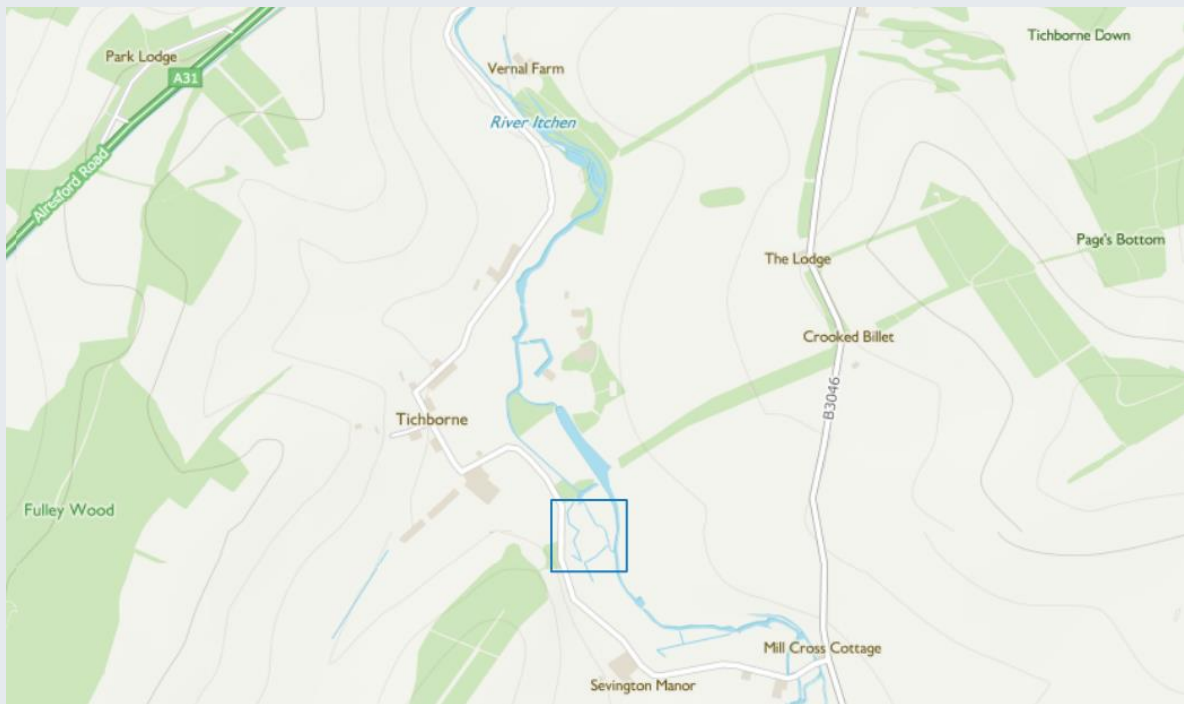 Tichborne Down
Park Lodge
Vernal Farm
A31
River Itchen
Alresford Road
Page's Bottom
The Lodge
Crooked Billet
B3046
Tichborne
Fulley Wood
Mill Cross Cottage
Sevington Manor